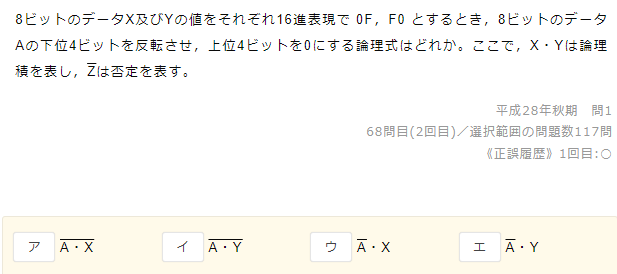 8ビットのデータX及びYの値をそれぞれ16進表現で 0F，F0 とするとき，8ビットのデータ
Aの下位4ビットを反転させ，上位4ビットを0にする論理式はどれか。ここで，X・Yは論理
積を表し，Z̅は否定を表す。
平成28年秋期　問1
68問目(2回目)／選択範囲の問題数117問
《正誤履歴》1回目:○
ア A̅・̅X̅ イ A̅・̅Y̅ ウ A̅・X エ A̅・Y